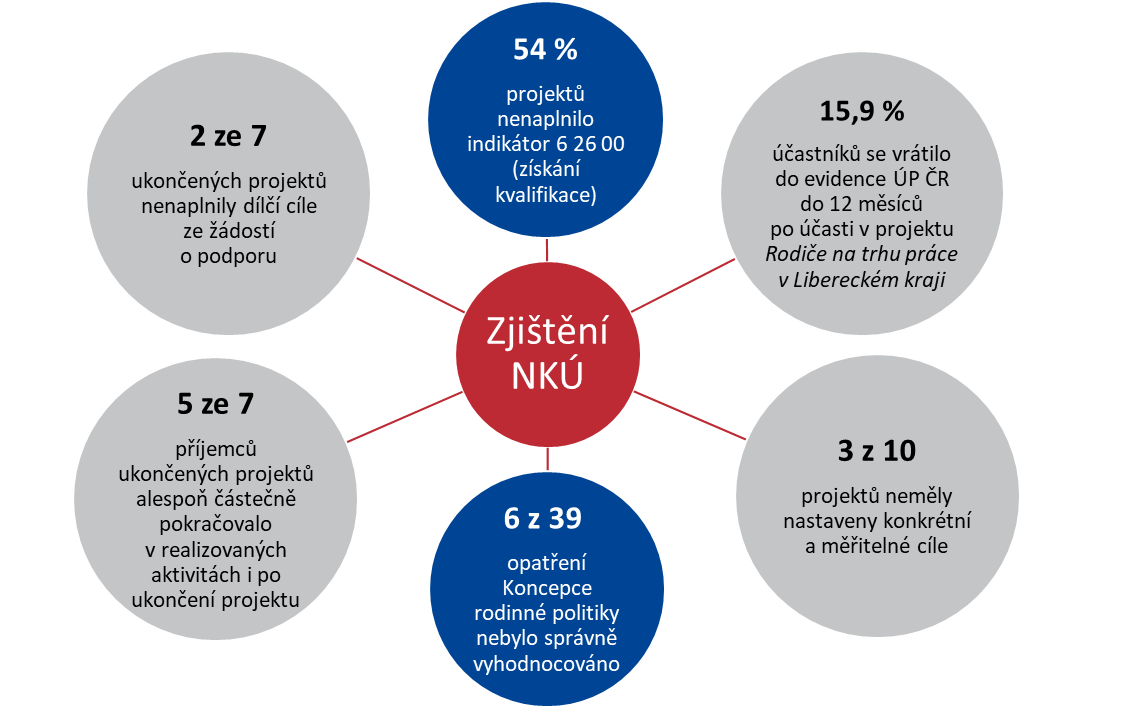 54 %
projektů
nenaplnilo
indikátor 6 26 00
(získání
kvalifikace)
2 ze 7
ukončených projektů
nenaplnily dílčí cíle
ze žádostí
o podporu
15,9 %
účastníků se vrátilo
do evidence ÚP ČR
do 12 měsíců
po účasti v projektu
Rodiče na trhu práce
v Libereckém kraji
Zjištění
NKÚ
5 ze 7
příjemců
ukončených projektů
alespoň částečně
pokračovalo
v realizovaných
aktivitách i po
ukončení projektu
6 z 39
opatření
Koncepce
rodinné politiky
nebylo správně
vyhodnocováno
3 z 10
projektů neměly
nastaveny konkrétní
a měřitelné cíle